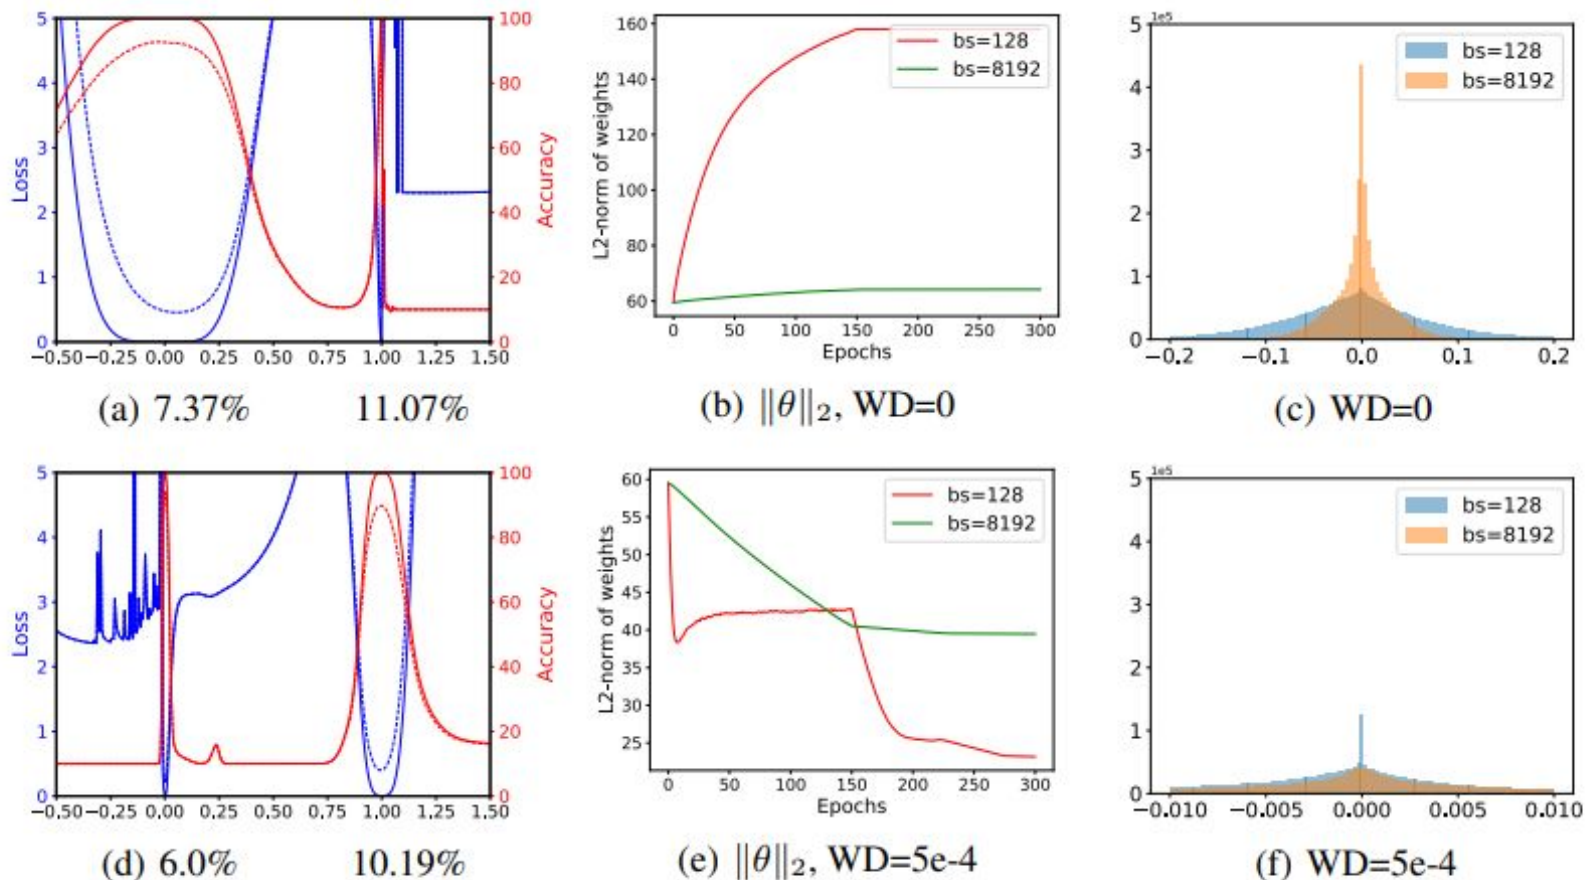 5
4
3
2
1
0
Loss
100
80
60
40
20
0
Accuracy
−0.50 −0.25 0.00 0.25 0.50 0.75 1.00 1.25 1.50
(a) 7.37% 11.07%
160
140
120
100
80
60
L2-norm of weights
bs=128
bs=8192
0 50 100 150 200 250 300
Epochs
(b) ‖θ‖₂, WD=0
1e5
5
4
3
2
1
0
bs=128
bs=8192
−0.2 −0.1 0.0 0.1 0.2
(c) WD=0
5
4
3
2
1
0
Loss
100
80
60
40
20
0
Accuracy
−0.50 −0.25 0.00 0.25 0.50 0.75 1.00 1.25 1.50
(d) 6.0% 10.19%
60
55
50
45
40
35
30
25
L2-norm of weights
bs=128
bs=8192
0 50 100 150 200 250 300
Epochs
(e) ‖θ‖₂, WD=5e-4
1e5
5
4
3
2
1
0
bs=128
bs=8192
−0.010 −0.005 0.000 0.005 0.010
(f) WD=5e-4